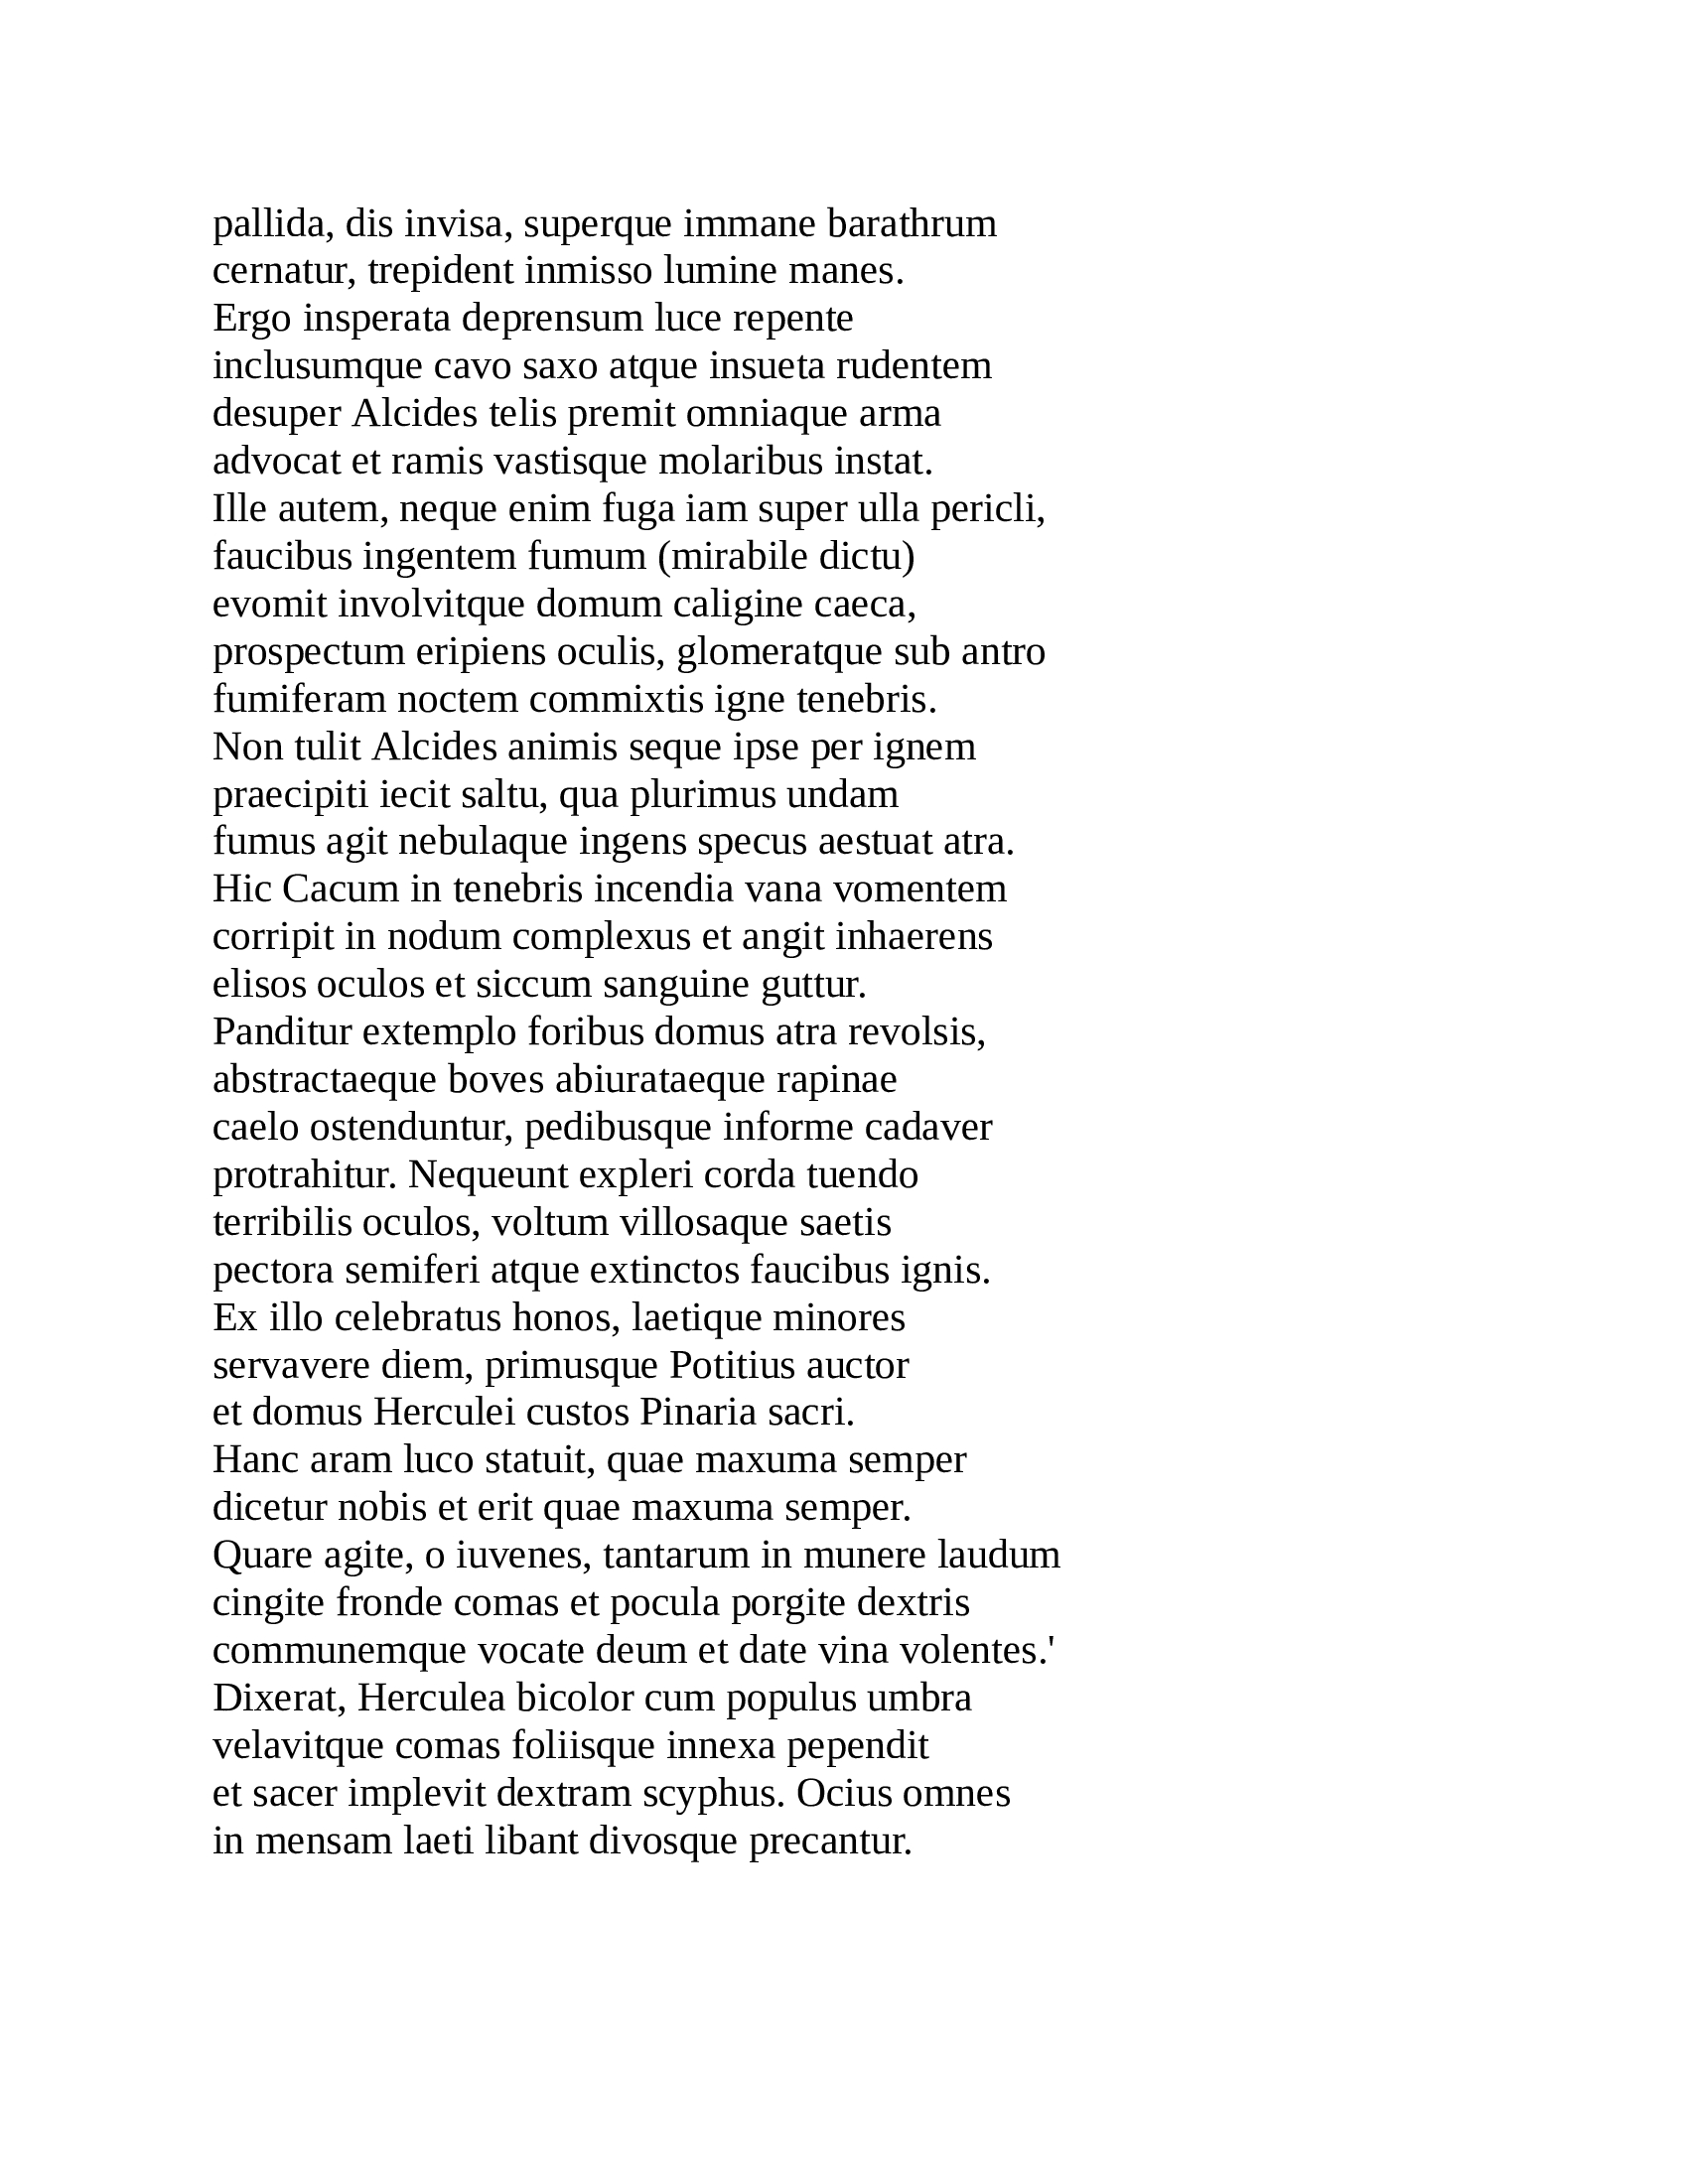 pallida, dis invisa, superque immane barathrum
cernatur, trepident inmisso lumine manes.
Ergo insperata deprensum luce repente
inclusumque cavo saxo atque insueta rudentem
desuper Alcides telis premit omniaque arma
advocat et ramis vastisque molaribus instat.
Ille autem, neque enim fuga iam super ulla pericli,
faucibus ingentem fumum (mirabile dictu)
evomit involvitque domum caligine caeca,
prospectum eripiens oculis, glomeratque sub antro
fumiferam noctem commixtis igne tenebris.
Non tulit Alcides animis seque ipse per ignem
praecipiti iecit saltu, qua plurimus undam
fumus agit nebulaque ingens specus aestuat atra.
Hic Cacum in tenebris incendia vana vomentem
corripit in nodum complexus et angit inhaerens
elisos oculos et siccum sanguine guttur.
Panditur extemplo foribus domus atra revolsis,
abstractaeque boves abiurataeque rapinae
caelo ostenduntur, pedibusque informe cadaver
protrahitur. Nequeunt expleri corda tuendo
terribilis oculos, voltum villosaque saetis
pectora semiferi atque extinctos faucibus ignis.
Ex illo celebratus honos, laetique minores
servavere diem, primusque Potitius auctor
et domus Herculei custos Pinaria sacri.
Hanc aram luco statuit, quae maxuma semper
dicetur nobis et erit quae maxuma semper.
Quare agite, o iuvenes, tantarum in munere laudum
cingite fronde comas et pocula porgite dextris
communemque vocate deum et date vina volentes.'
Dixerat, Herculea bicolor cum populus umbra
velavitque comas foliisque innexa pependit
et sacer implevit dextram scyphus. Ocius omnes
in mensam laeti libant divosque precantur.